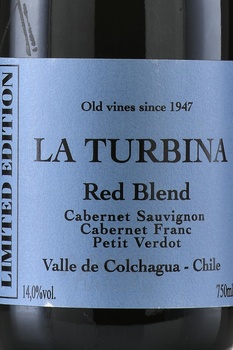 LIMITED EDITION
Old vines since 1947
LA TURBINA
Red Blend
Cabernet Sauvignon
Cabernet Franc
Petit Verdot
Valle de Colchagua - Chile
14,0%vol.
750ml